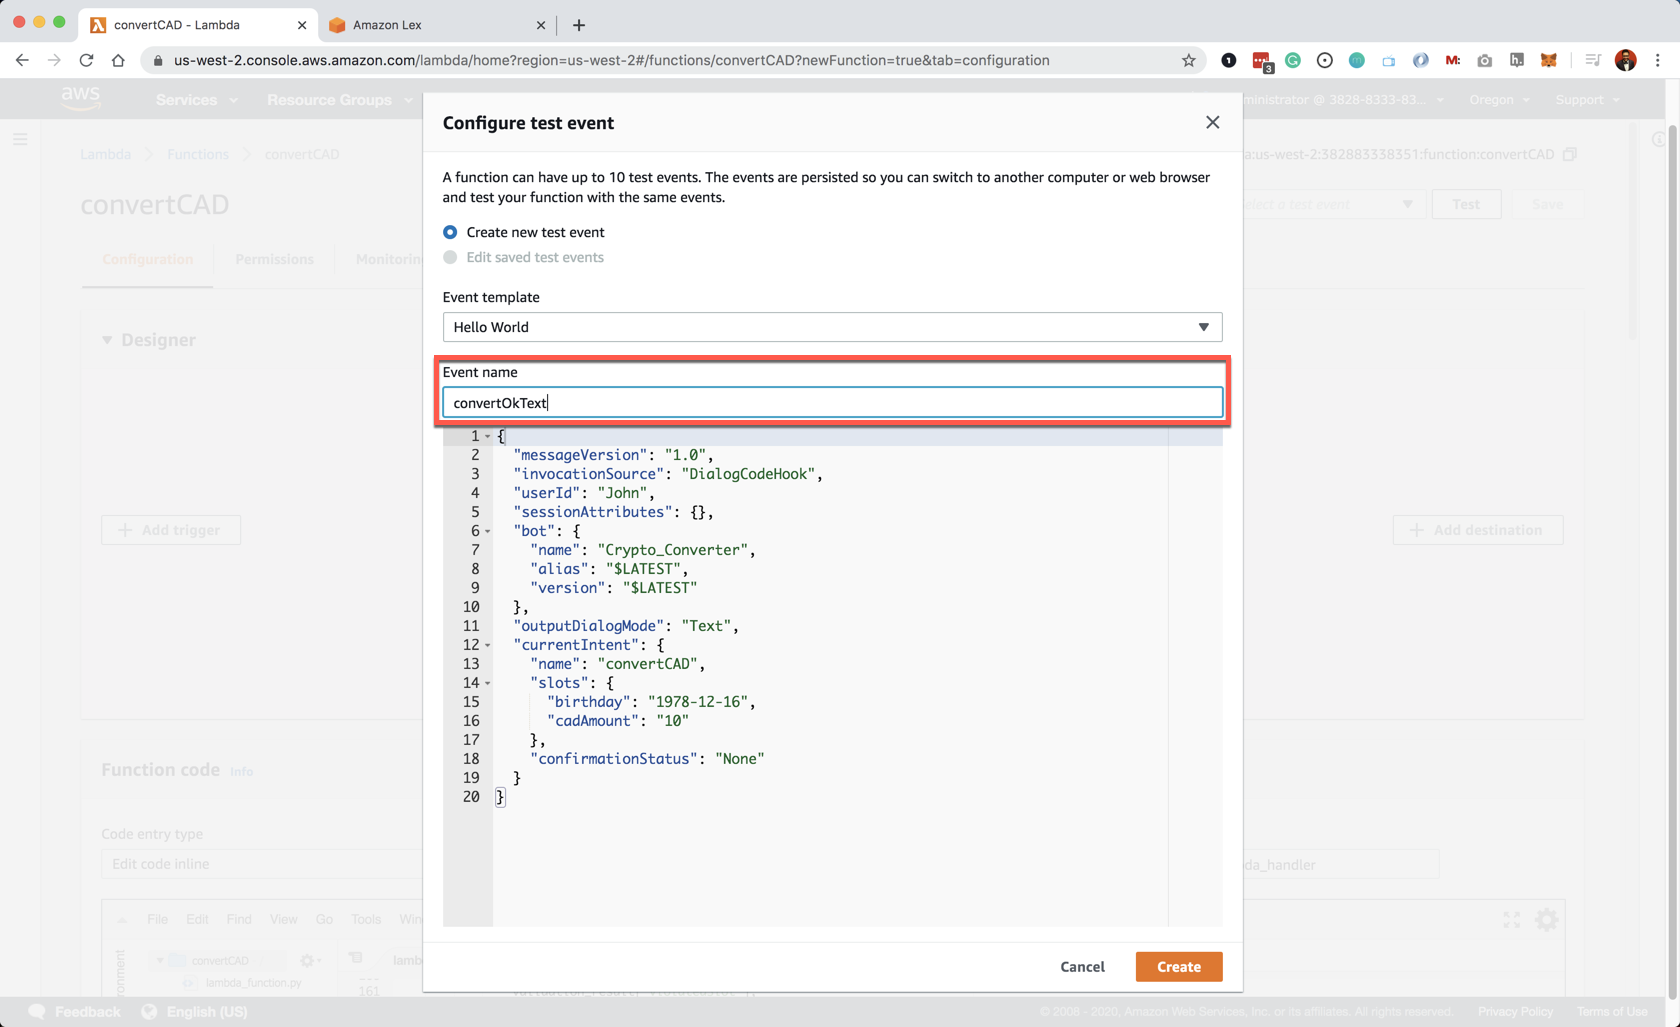 convertCAD - Lambda
Amazon Lex
us-west-2.console.aws.amazon.com/lambda/home?region=us-west-2#/functions/convertCAD?newFunction=true&tab=configuration
aws
Services
Resource Groups
ministrator @ 3828-8333-83...
Oregon
Support
Lambda
Functions
convertCAD
a:us-west-2:382883338351:function:convertCAD
convertCAD
elect a test event
Test
Save
Configuration
Permissions
Monitorin
Designer
Add trigger
Add destination
Function code
Info
Code entry type
Edit code inline
da_handler
File
Edit
Find
View
Go
Tools
Win
convertCAD
lamb
lambda_function.py
161
ronment
Configure test event
A function can have up to 10 test events. The events are persisted so you can switch to another computer or web browser
and test your function with the same events.
Create new test event
Edit saved test events
Event template
Hello World
Event name
convertOkText
1 {
2 "messageVersion": "1.0",
3 "invocationSource": "DialogCodeHook",
4 "userId": "John",
5 "sessionAttributes": {},
6 "bot": {
7 "name": "Crypto_Converter",
8 "alias": "$LATEST",
9 "version": "$LATEST"
10 },
11 "outputDialogMode": "Text",
12 "currentIntent": {
13 "name": "convertCAD",
14 "slots": {
15 "birthday": "1978-12-16",
16 "cadAmount": "10"
17 },
18 "confirmationStatus": "None"
19 }
20 }
Cancel
Create
Feedback
English (US)
© 2008 - 2020, Amazon Web Services, Inc. or its affiliates. All rights reserved.
Privacy Policy
Terms of Use